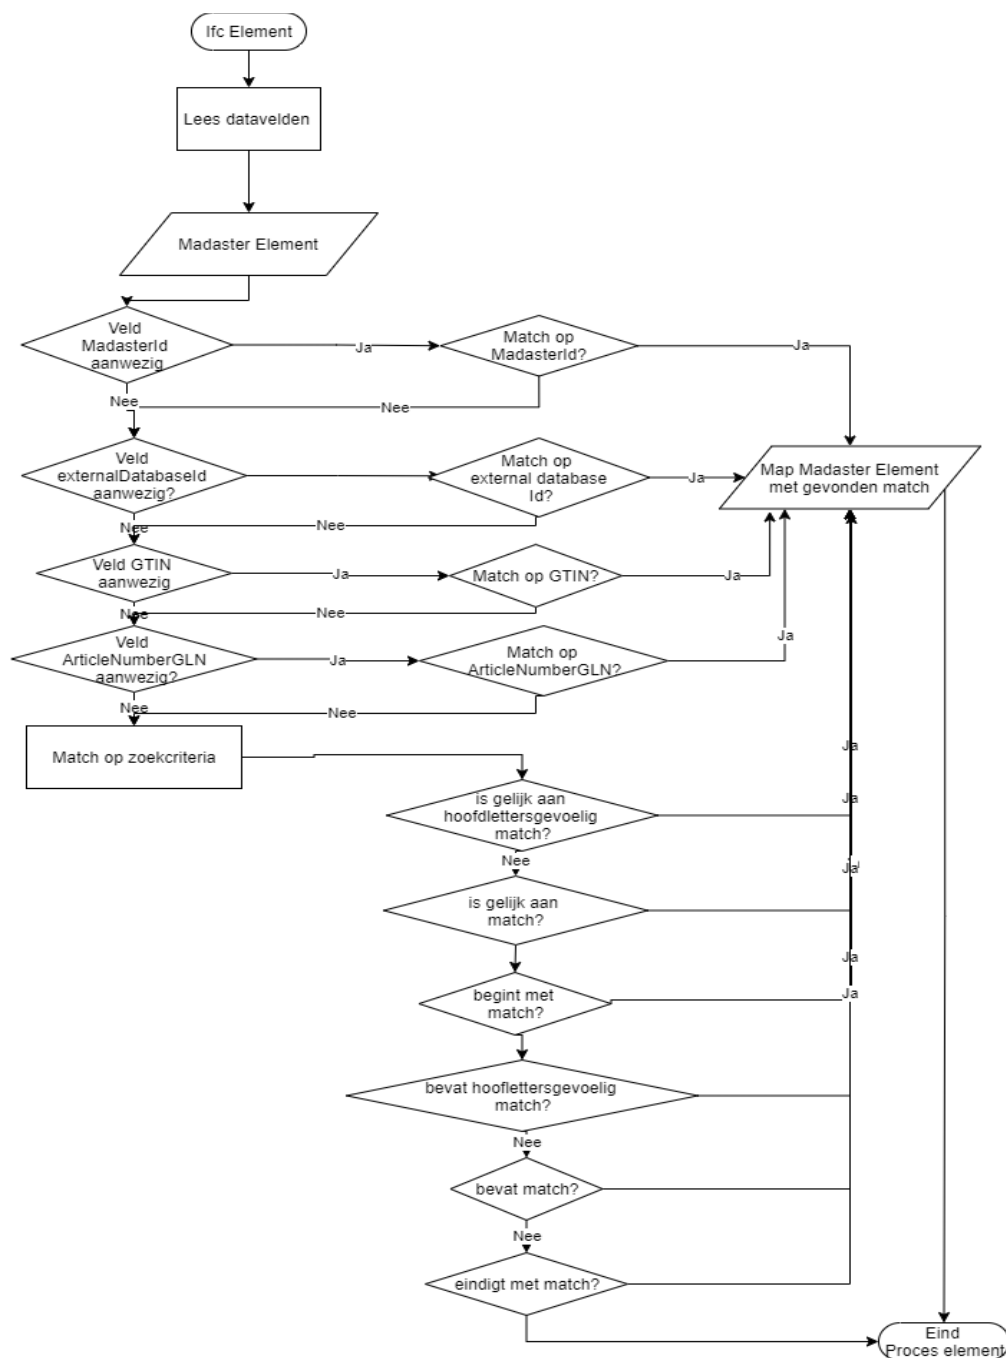 Ifc Element
Lees datavelden
Madaster Element
Veld
MadasterId
aanwezig
Ja
Match op
MadasterId?
Ja
Nee
Nee
Veld
externalDatabaseId
aanwezig?
Match op
external database
Id?
Ja
Map Madaster Element
met gevonden match
Nee
Nee
Veld GTIN
aanwezig
Ja
Match op GTIN?
Ja
Nee
Nee
Veld
ArticleNumberGLN
aanwezig?
Ja
Match op
ArticleNumberGLN?
Ja
Nee
Nee
Match op zoekcriteria
Ja
is gelijk aan
hoofdlettersgevoelig
match?
Ja
Nee
Ja
is gelijk aan
match?
Ja
begint met
match?
Ja
bevat hooflettersgevoelig
match?
Nee
bevat match?
Nee
eindigt met match?
Eind
Proces element